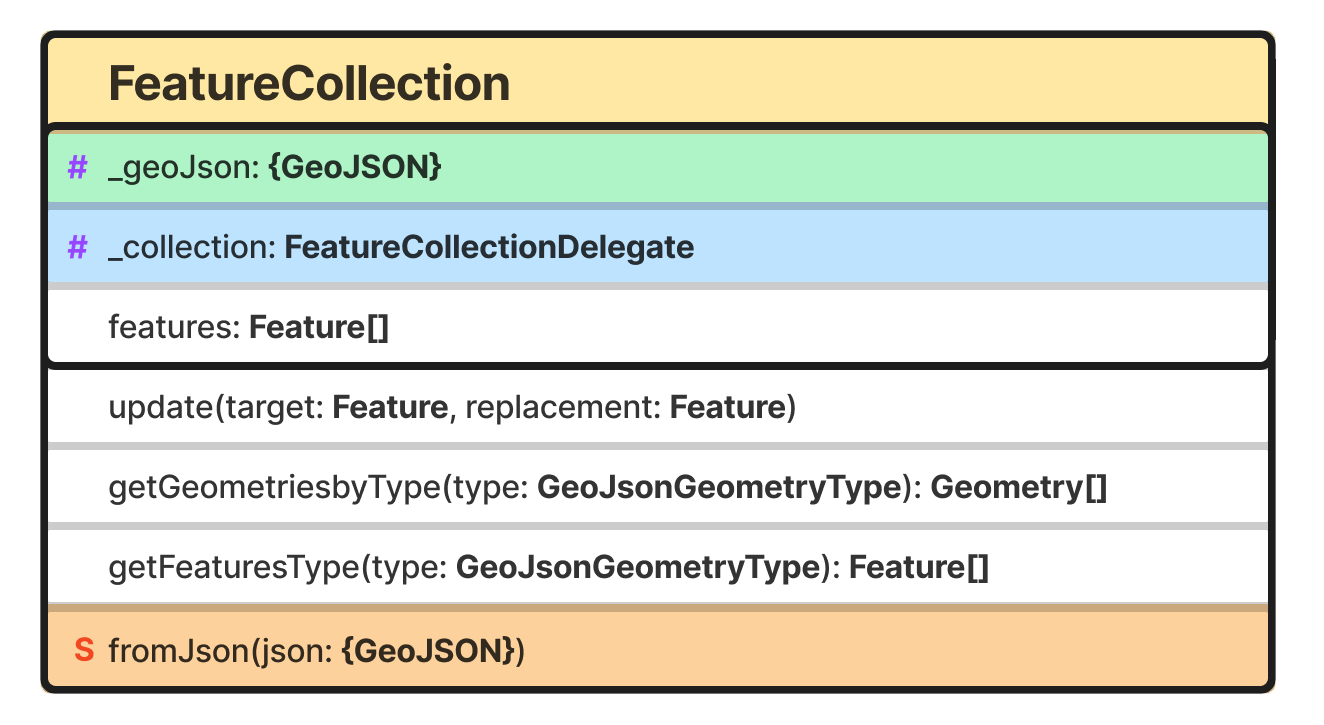 FeatureCollection
# _geoJson: {GeoJSON}
# _collection: FeatureCollectionDelegate
features: Feature[]
update(target: Feature, replacement: Feature)
getGeometriesbyType(type: GeoJsonGeometryType): Geometry[]
getFeaturesType(type: GeoJsonGeometryType): Feature[]
S fromJson(json: {GeoJSON})